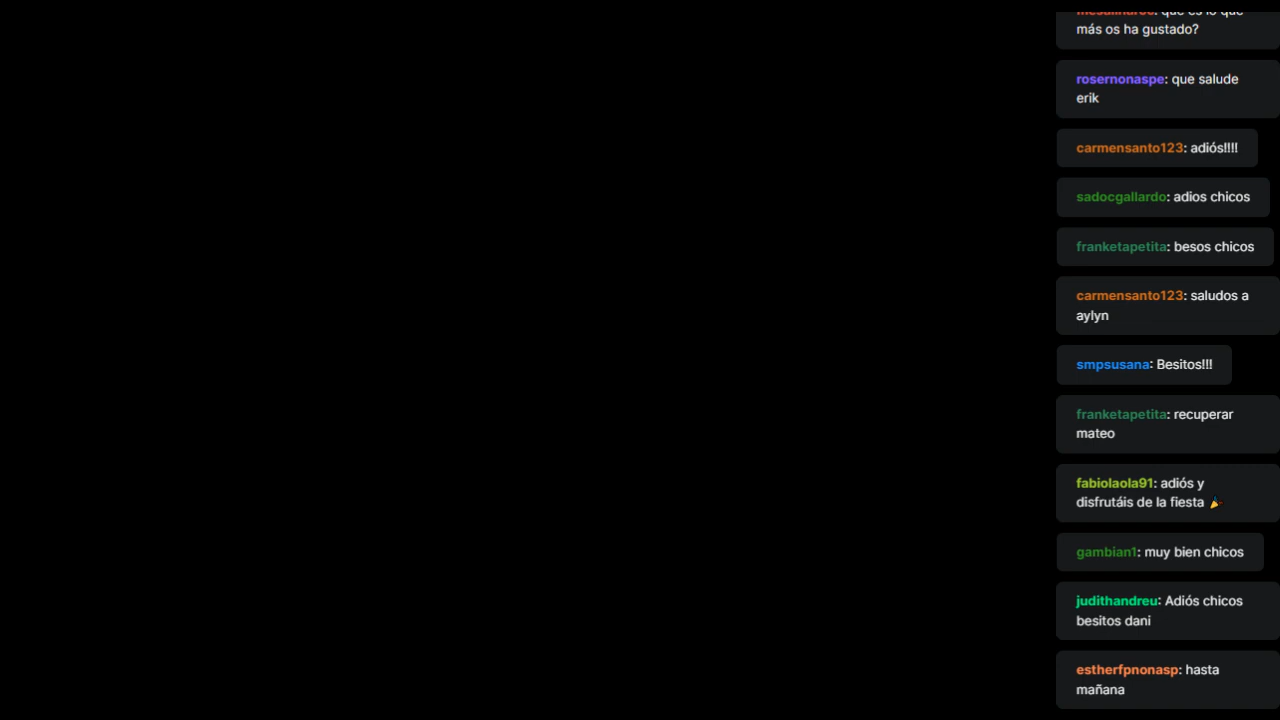 más os ha gustado?
rosernonaspe: que salude
erik
carmensanto123: adiós!!!!
sadocgallardo: adios chicos
franketapetita: besos chicos
carmensanto123: saludos a
aylyn
smpsusana: Besitos!!!
franketapetita: recuperar
mateo
fabiolaola91: adiós y
disfrutáis de la fiesta 🎉
gambian1: muy bien chicos
judithandreu: Adiós chicos
besitos dani
estherfpnonasp: hasta
mañana